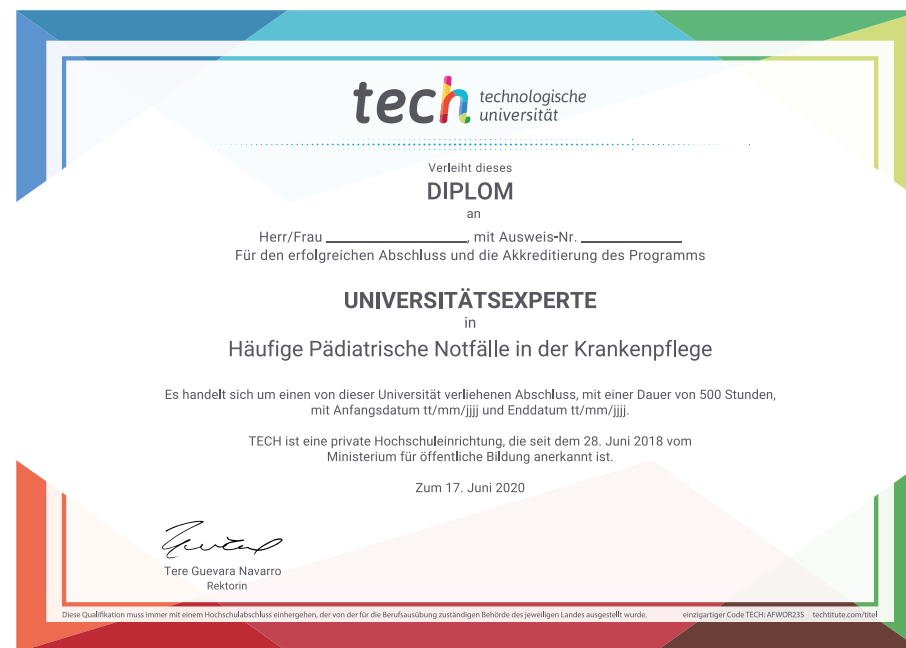 tech technologische
universität
Verleiht dieses
DIPLOM
an
Herr/Frau ____________________, mit Ausweis-Nr. ______________
Für den erfolgreichen Abschluss und die Akkreditierung des Programms
UNIVERSITÄTSEXPERTE
in
Häufige Pädiatrische Notfälle in der Krankenpflege
Es handelt sich um einen von dieser Universität verliehenen Abschluss, mit einer Dauer von 500 Stunden,
mit Anfangsdatum tt/mm/jjjj und Enddatum tt/mm/jjjj.
TECH ist eine private Hochschuleinrichtung, die seit dem 28. Juni 2018 vom
Ministerium für öffentliche Bildung anerkannt ist.
Zum 17. Juni 2020
Tere Guevara Navarro
Rektorin
Diese Qualifikation muss immer mit einem Hochschulabschluss einhergehen, der von der für die Berufsausübung zuständigen Behörde des jeweiligen Landes ausgestellt wurde. einzigartiger Code TECH: AFWOR23S techtitute.com/titel